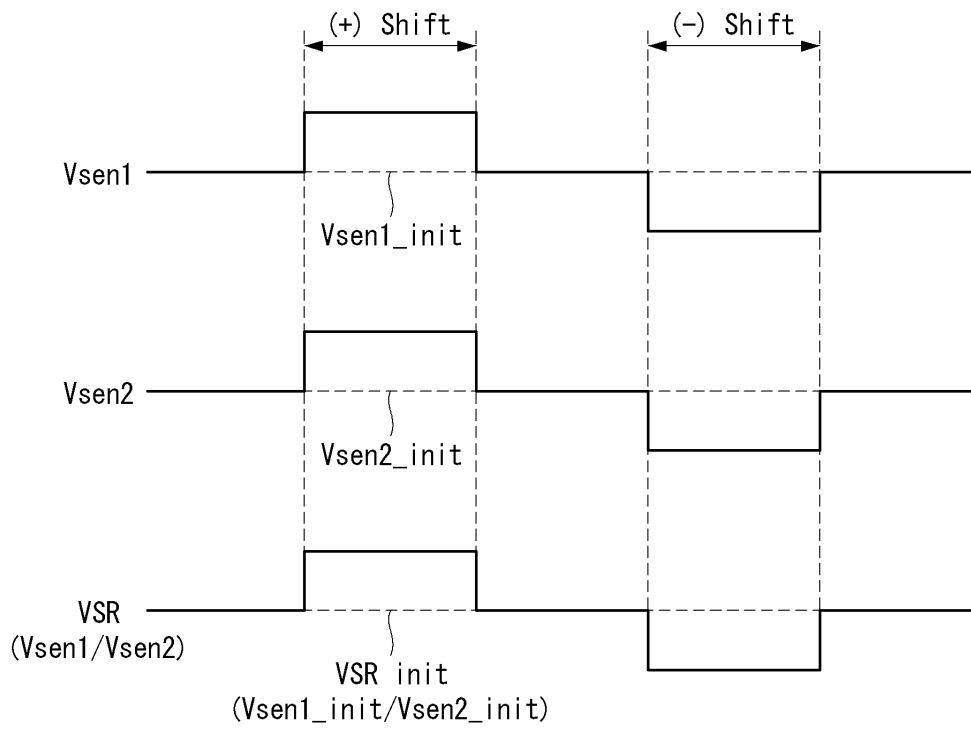 (+) Shift
(-) Shift
Vsen1
Vsen1_init
Vsen2
Vsen2_init
VSR
(Vsen1/Vsen2)
VSR init
(Vsen1_init/Vsen2_init)